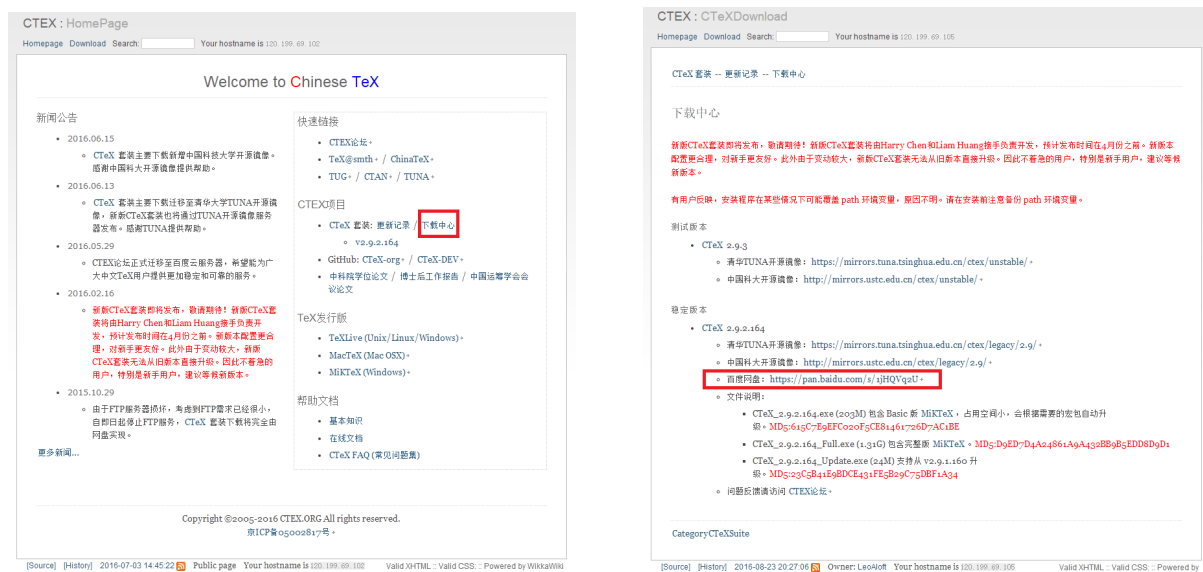 CTEX : HomePage
Homepage Download Search: Your hostname is 120.199.69.102
Welcome to Chinese TeX
新闻公告
• 2016.06.15
◦ CTeX 套装主要下载新增中国科技大学开源镜像。
感谢中国科大开源镜像提供帮助。
• 2016.06.13
◦ CTeX 套装主要下载迁移至清华大学TUNA开源镜
像，新版CTeX套装也将通过TUNA开源镜像服务
器发布。感谢TUNA提供帮助。
• 2016.05.29
◦ CTEX论坛正式迁移至百度云服务器，希望能为广
大中文TeX用户提供更加稳定和可靠的服务。
• 2016.02.16
◦ 新版CTeX套装即将发布，敬请期待！新版CTeX套
装将由Harry Chen和Liam Huang接手负责开
发，预计发布时间在4月份之前。新版本配置更合
理，对新手更友好。此外由于变动较大，新版
CTeX套装无法从旧版本直接升级。因此不着急的
用户，特别是新手用户，建议等候新版本。
• 2015.10.29
◦ 由于FTP服务器损坏，考虑到FTP需求已经很小，
自即日起停止FTP服务，CTeX 套装下载将完全由
网盘实现。
更多新闻...
快速链接
• CTEX论坛
• TeX@smth / ChinaTeX
• TUG / CTAN / TUNA
CTEX项目
• CTeX 套装: 更新记录 / 下载中心
◦ v2.9.2.164
• GitHub: CTeX-org / CTeX-DEV
• 中科院学位论文 / 博士后工作报告 / 中国运筹学会会
议论文
TeX发行版
• TeXLive (Unix/Linux/Windows)
• MacTeX (Mac OSX)
• MiKTeX (Windows)
帮助文档
• 基本知识
• 在线文档
• CTeX FAQ (常见问题集)
Copyright ©2005-2016 CTEX.ORG All rights reserved.
京ICP备05002817号
[Source] [History] 2016-07-03 14:45:22 Public page Your hostname is 120.199.69.102 Valid XHTML :: Valid CSS: :: Powered by WikkaWiki
CTEX : CTeXDownload
Homepage Download Search: Your hostname is 120.199.69.105
CTeX 套装 -- 更新记录 -- 下载中心
下载中心
新版CTeX套装即将发布，敬请期待！新版CTeX套装将由Harry Chen和Liam Huang接手负责开发，预计发布时间在4月份之前。新版本
配置更合理，对新手更友好。此外由于变动较大，新版CTeX套装无法从旧版本直接升级。因此不着急的用户，特别是新手用户，建议等候
新版本。
有用户反映，安装程序在某些情况下可能覆盖 path 环境变量，原因不明。请在安装前注意备份 path 环境变量。
测试版本
• CTeX 2.9.3
◦ 清华TUNA开源镜像：https://mirrors.tuna.tsinghua.edu.cn/ctex/unstable/
◦ 中国科大开源镜像：http://mirrors.ustc.edu.cn/ctex/unstable/
稳定版本
• CTeX 2.9.2.164
◦ 清华TUNA开源镜像：https://mirrors.tuna.tsinghua.edu.cn/ctex/legacy/2.9/
◦ 中国科大开源镜像：http://mirrors.ustc.edu.cn/ctex/legacy/2.9/
◦ 百度网盘：https://pan.baidu.com/s/1jHQVq2U
◦ 文件说明：
▪ CTeX_2.9.2.164.exe (203M) 包含 Basic 版 MiKTeX ，占用空间小，会根据需要的宏包自动升
级。MD5:615C7E9EFC020F5CE81461726D7AC1BE
▪ CTeX_2.9.2.164_Full.exe (1.31G) 包含完整版 MiKTeX 。MD5:D9ED7D4A24861A9A432BB9B5EDD8D9D1
▪ CTeX_2.9.2.164_Update.exe (24M) 支持从 v2.9.1.160 升
级。MD5:23C5B41E9BDCE431FE5B29C75DBF1A34
◦ 问题反馈请访问 CTEX论坛
CategoryCTeXSuite
[Source] [History] 2016-08-23 20:27:06 Owner: LeoAloft Your hostname is 120.199.69.105 Valid XHTML :: Valid CSS: :: Powered by